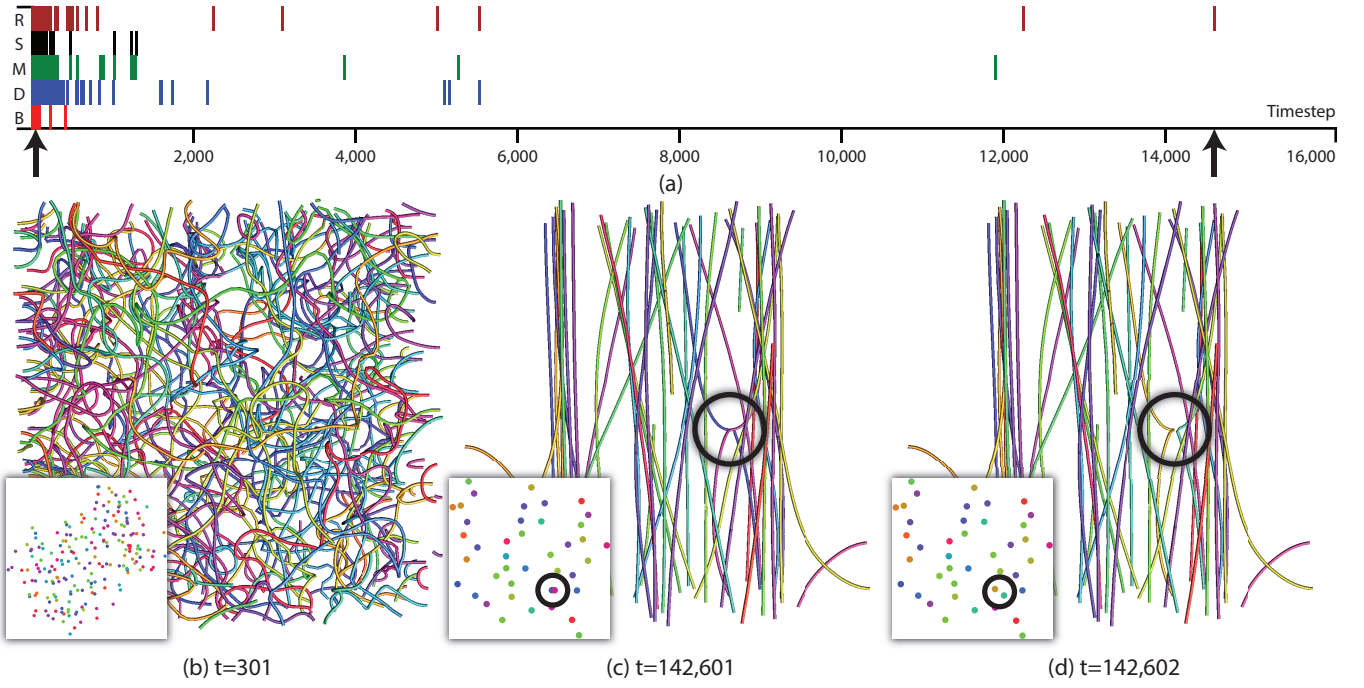 R
S
M
D
B
Timestep
2,000 4,000 6,000 8,000 10,000 12,000 14,000 16,000
(a)
(b) t=301
(c) t=142,601
(d) t=142,602